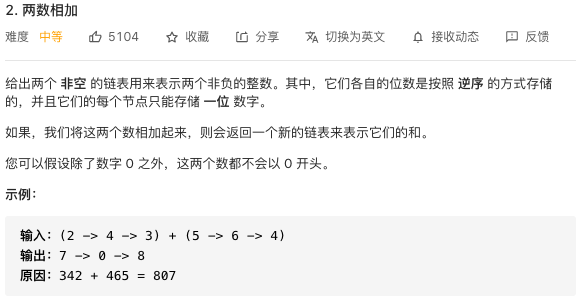 2. 两数相加
难度 中等 5104 收藏 分享 切换为英文 接收动态 反馈
给出两个 非空 的链表用来表示两个非负的整数。其中，它们各自的位数是按照 逆序 的方式存储
的，并且它们的每个节点只能存储 一位 数字。
如果，我们将这两个数相加起来，则会返回一个新的链表来表示它们的和。
您可以假设除了数字 0 之外，这两个数都不会以 0 开头。
示例：
输入：(2 -> 4 -> 3) + (5 -> 6 -> 4)
输出：7 -> 0 -> 8
原因：342 + 465 = 807